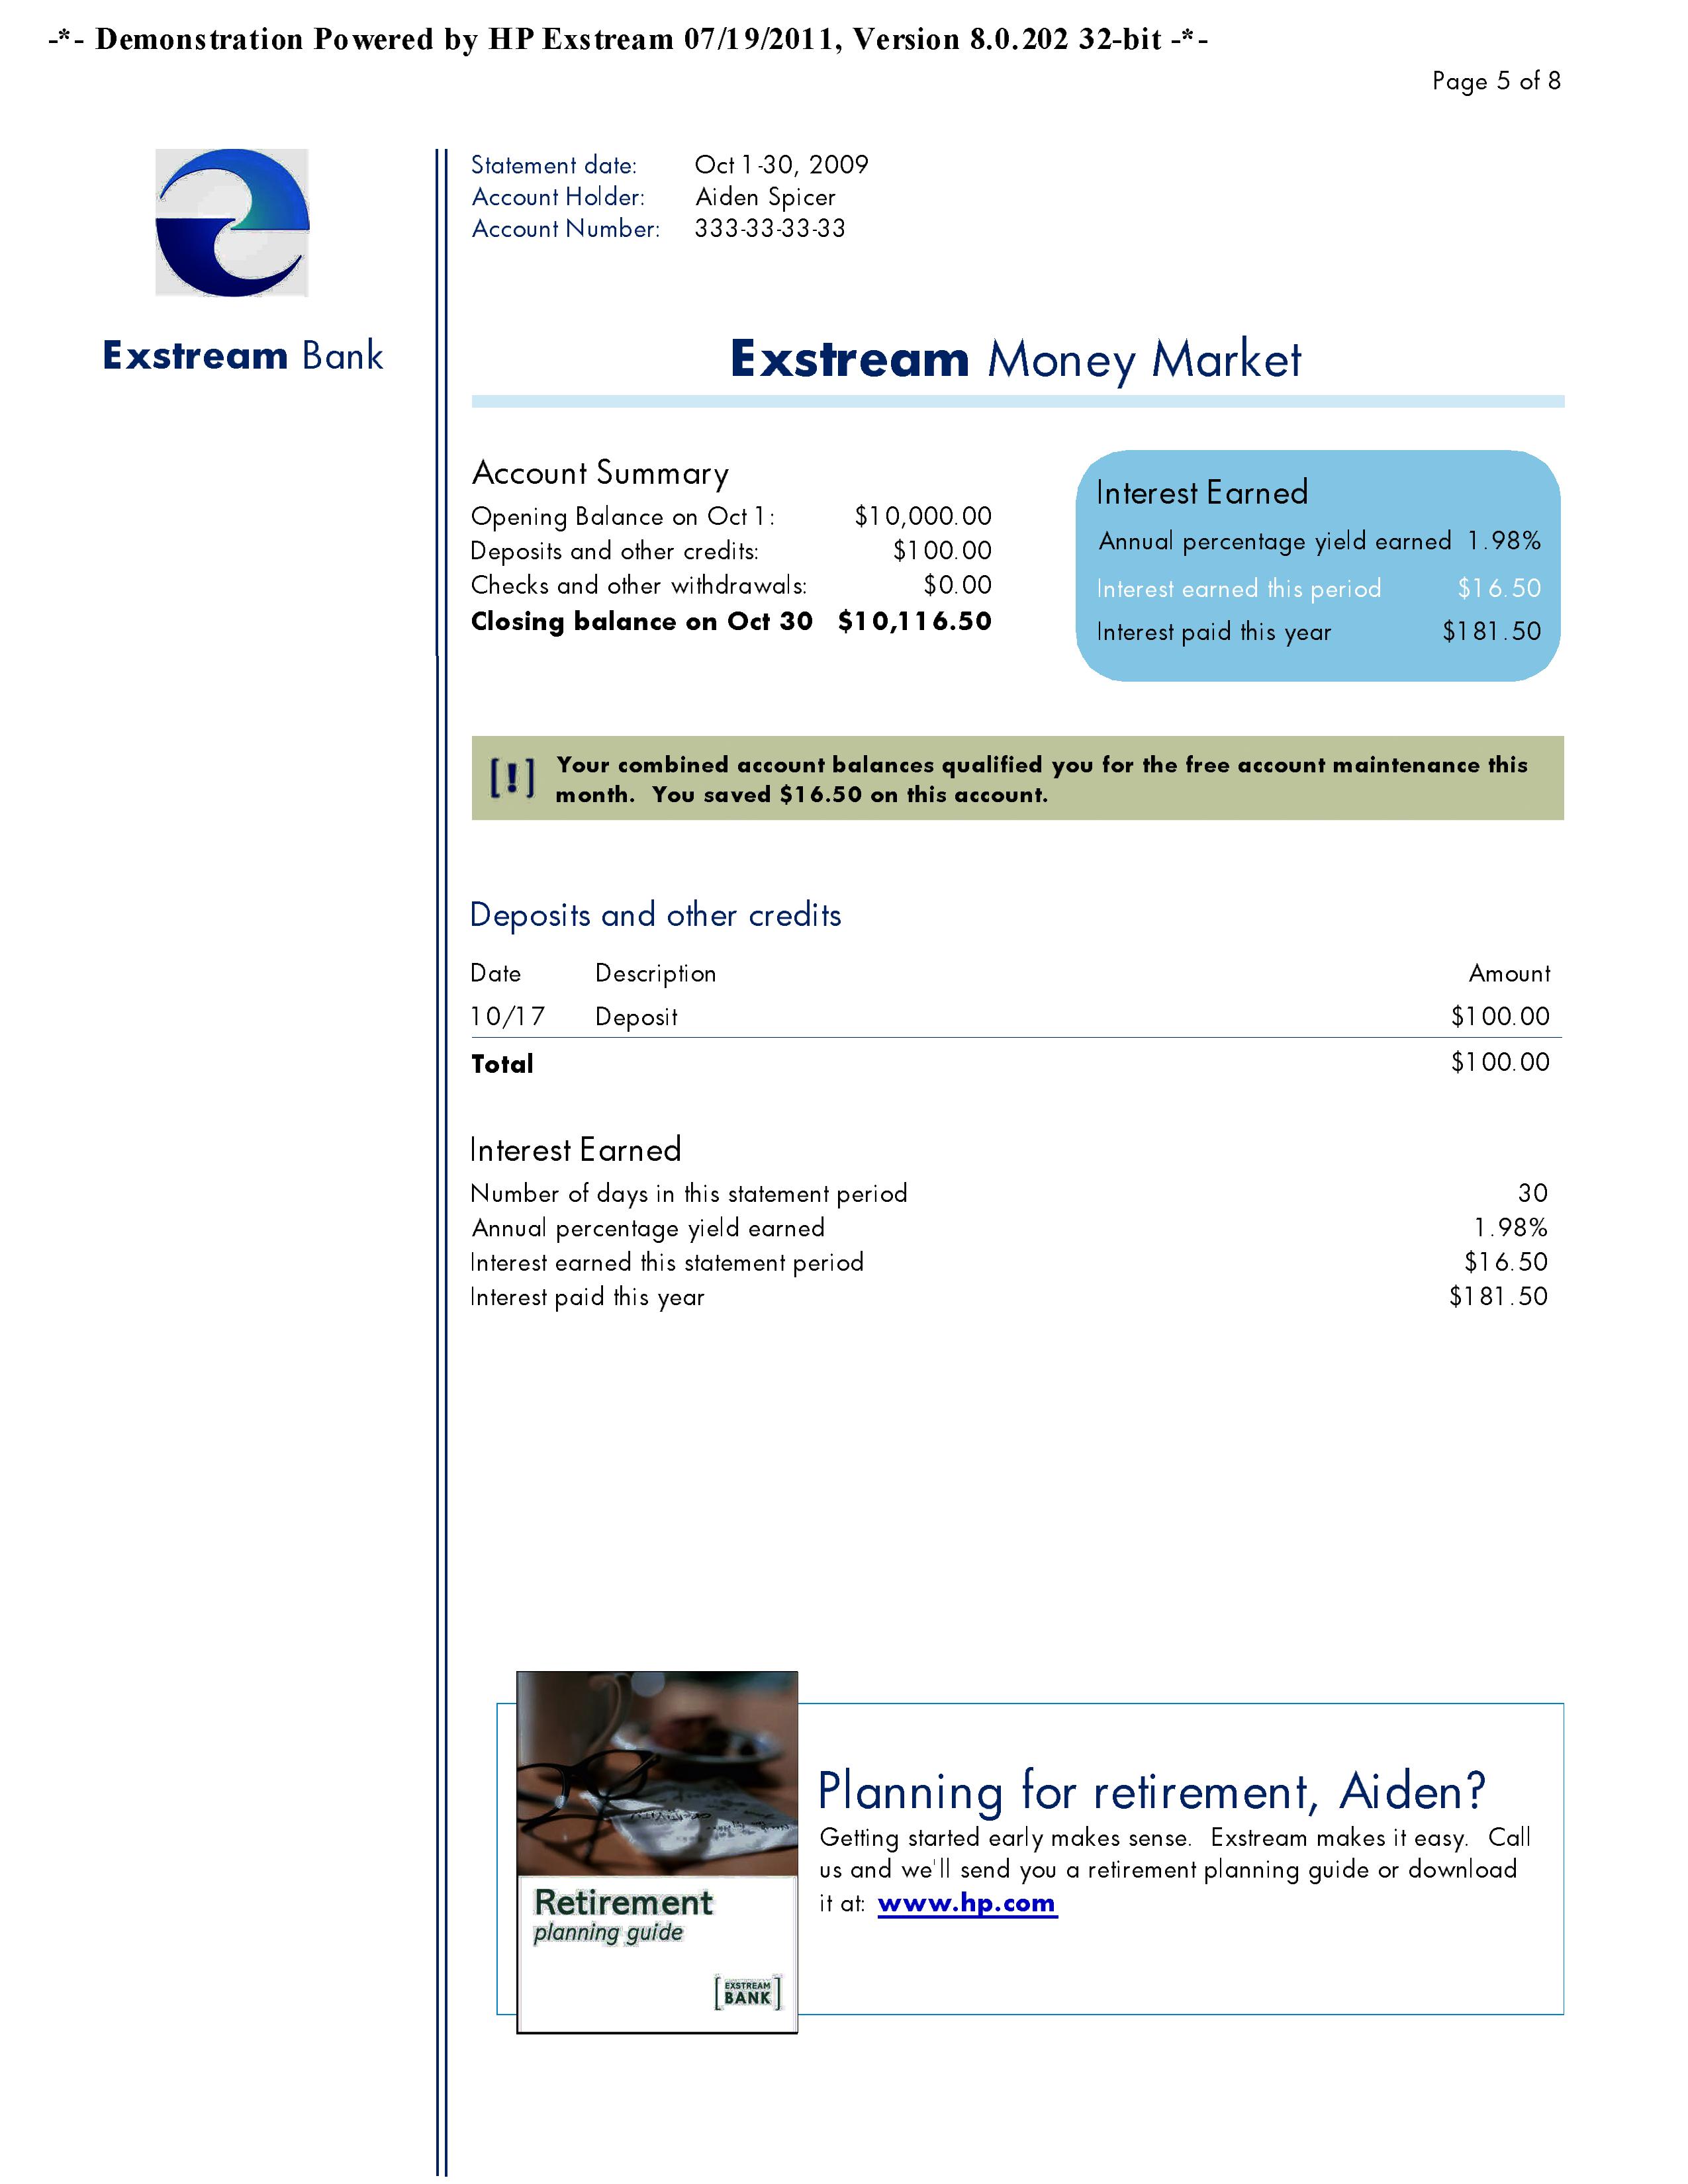 -*- Demonstration Powered by HP Exstream 07/19/2011, Version 8.0.202 32-bit -*-
Page 5 of 8
Statement date: Oct 1-30, 2009
Account Holder: Aiden Spicer
Account Number: 333-33-33-33
Exstream Bank
Exstream Money Market
Account Summary
Opening Balance on Oct 1: $10,000.00
Deposits and other credits: $100.00
Checks and other withdrawals: $0.00
Closing balance on Oct 30 $10,116.50
Interest Earned
Annual percentage yield earned 1.98%
Interest earned this period $16.50
Interest paid this year $181.50
[!] Your combined account balances qualified you for the free account maintenance this
month. You saved $16.50 on this account.
Deposits and other credits
Date Description Amount
10/17 Deposit $100.00
Total $100.00
Interest Earned
Number of days in this statement period 30
Annual percentage yield earned 1.98%
Interest earned this statement period $16.50
Interest paid this year $181.50
Retirement
planning guide
[EXSTREAM
BANK]
Planning for retirement, Aiden?
Getting started early makes sense. Exstream makes it easy. Call
us and we'll send you a retirement planning guide or download
it at: www.hp.com